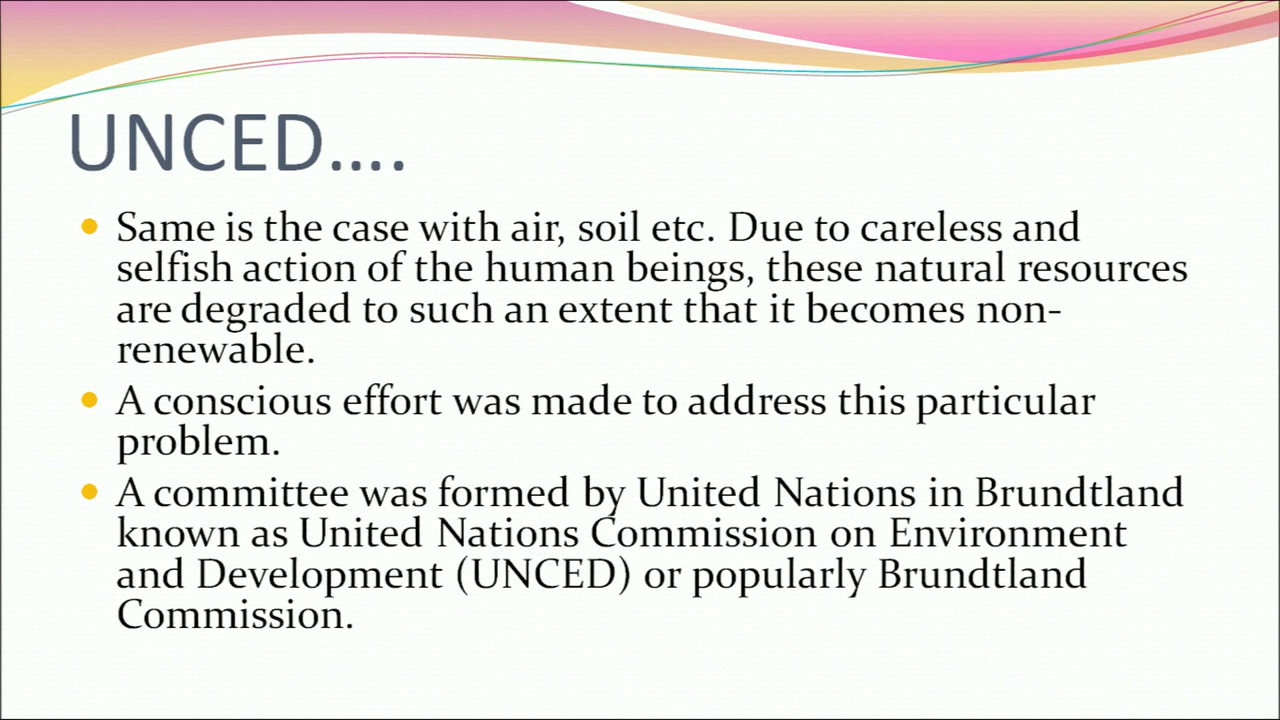 UNCED….
• Same is the case with air, soil etc. Due to careless and
selfish action of the human beings, these natural resources
are degraded to such an extent that it becomes non-
renewable.
• A conscious effort was made to address this particular
problem.
• A committee was formed by United Nations in Brundtland
known as United Nations Commission on Environment
and Development (UNCED) or popularly Brundtland
Commission.